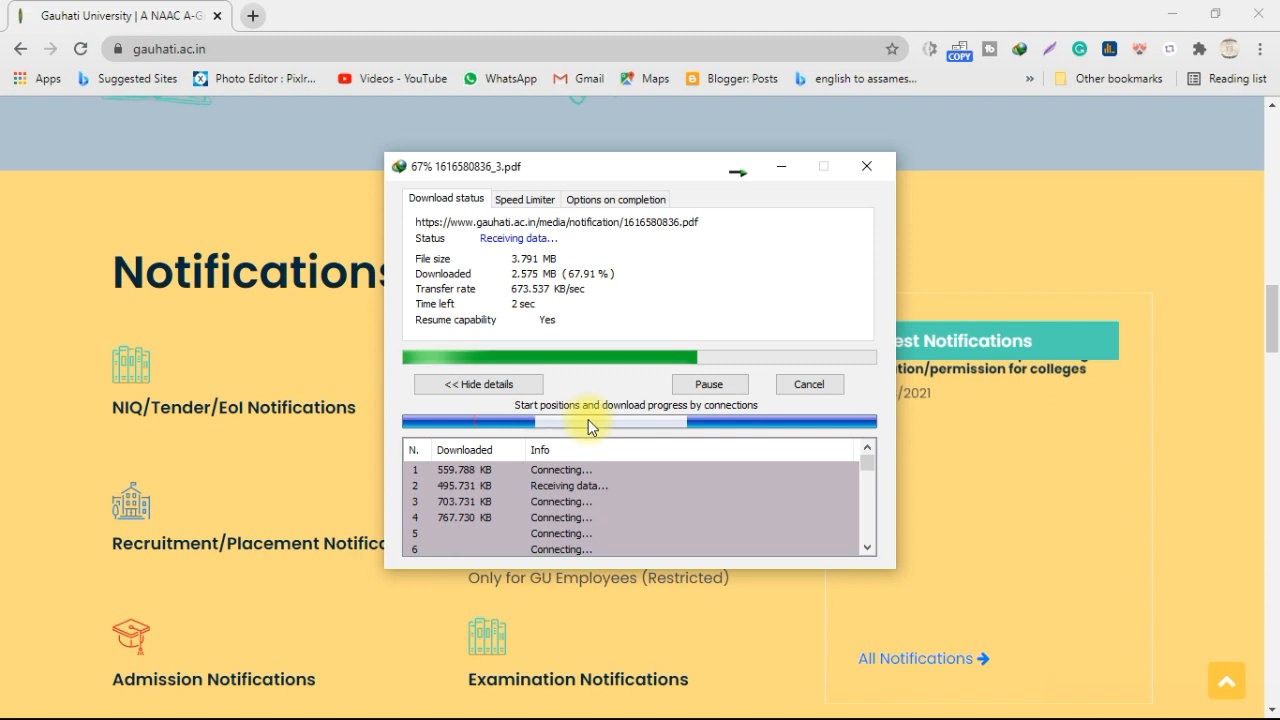 Gauhati University | A NAAC A-G
gauhati.ac.in
COPY
Apps Suggested Sites Photo Editor : Pixlr... Videos - YouTube WhatsApp Gmail Maps Blogger: Posts english to assames... » Other bookmarks Reading list
67% 1616580836_3.pdf
Download status Speed Limiter Options on completion
https://www.gauhati.ac.in/media/notification/1616580836.pdf
Status Receiving data...
File size 3.791 MB
Downloaded 2.575 MB ( 67.91 % )
Transfer rate 673.537 KB/sec
Time left 2 sec
Resume capability Yes
<< Hide details Pause Cancel
Start positions and download progress by connections
N. Downloaded Info
1 559.788 KB Connecting...
2 495.731 KB Receiving data...
3 703.731 KB Connecting...
4 767.730 KB Connecting...
5 Connecting...
6 Connecting...
Notifications
NIQ/Tender/EoI Notifications
Recruitment/Placement Notific
Only for GU Employees (Restricted)
Admission Notifications
Examination Notifications
est Notifications
tion/permission for colleges
/2021
All Notifications